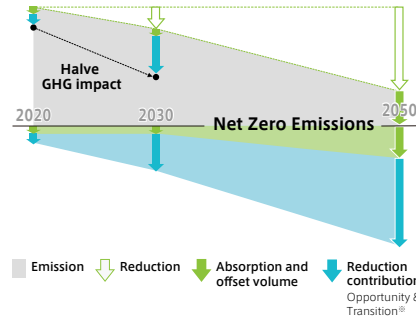 Halve
GHG impact
2020
2030
2050
Net Zero Emissions
Emission
Reduction
Absorption and
offset volume
Reduction
contribution
Opportunity &
Transition※